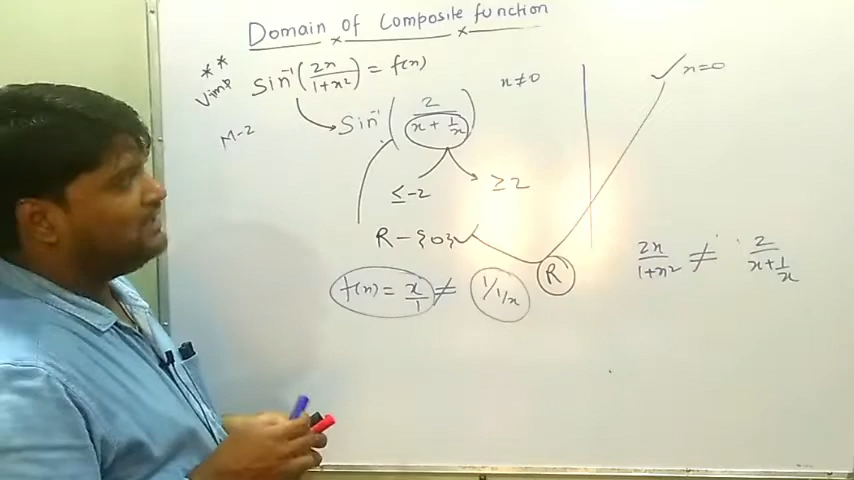 Domain of composite function
** Vimp
Sin⁻¹(2x/1+x²) = f(x)
M-2
Sin⁻¹(2/x+1/x) x≠0
x=0
≤-2 ≥2
R-{0}
R
f(x) = x/1 ≠ 1/1/x
2x/1+x² ≠ 2/x+1/x